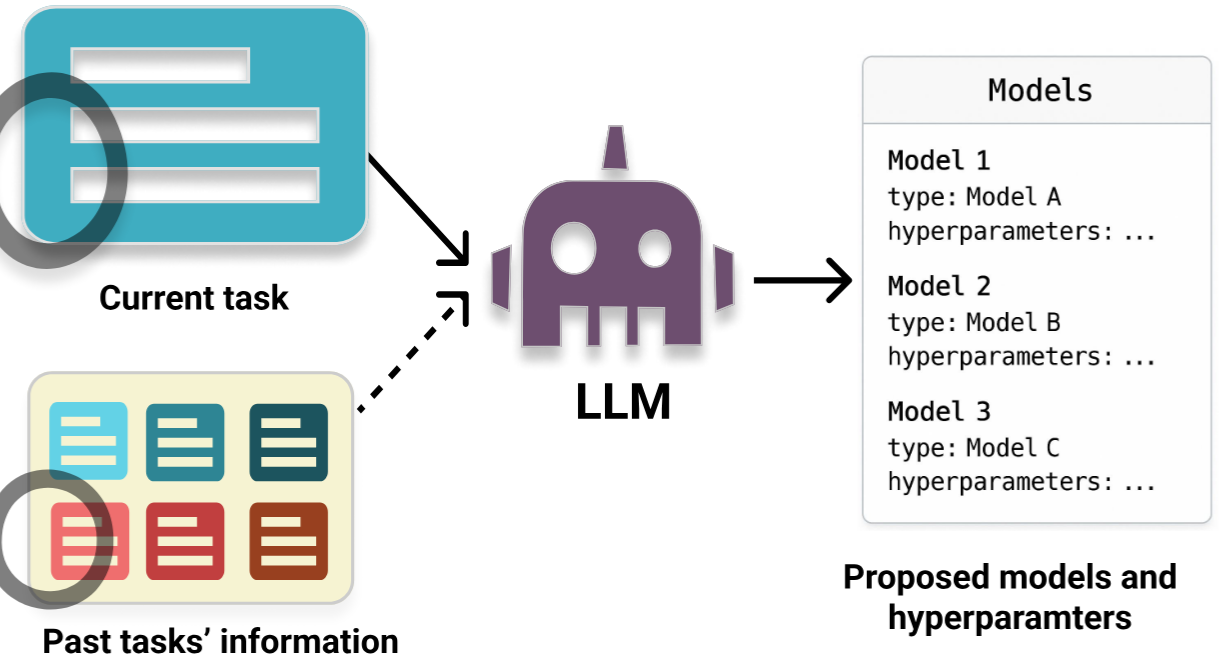 Current task
Past tasks’ information
LLM
Models
Model 1
type: Model A
hyperparameters: ...
Model 2
type: Model B
hyperparameters: ...
Model 3
type: Model C
hyperparameters: ...
Proposed models and
hyperparamters